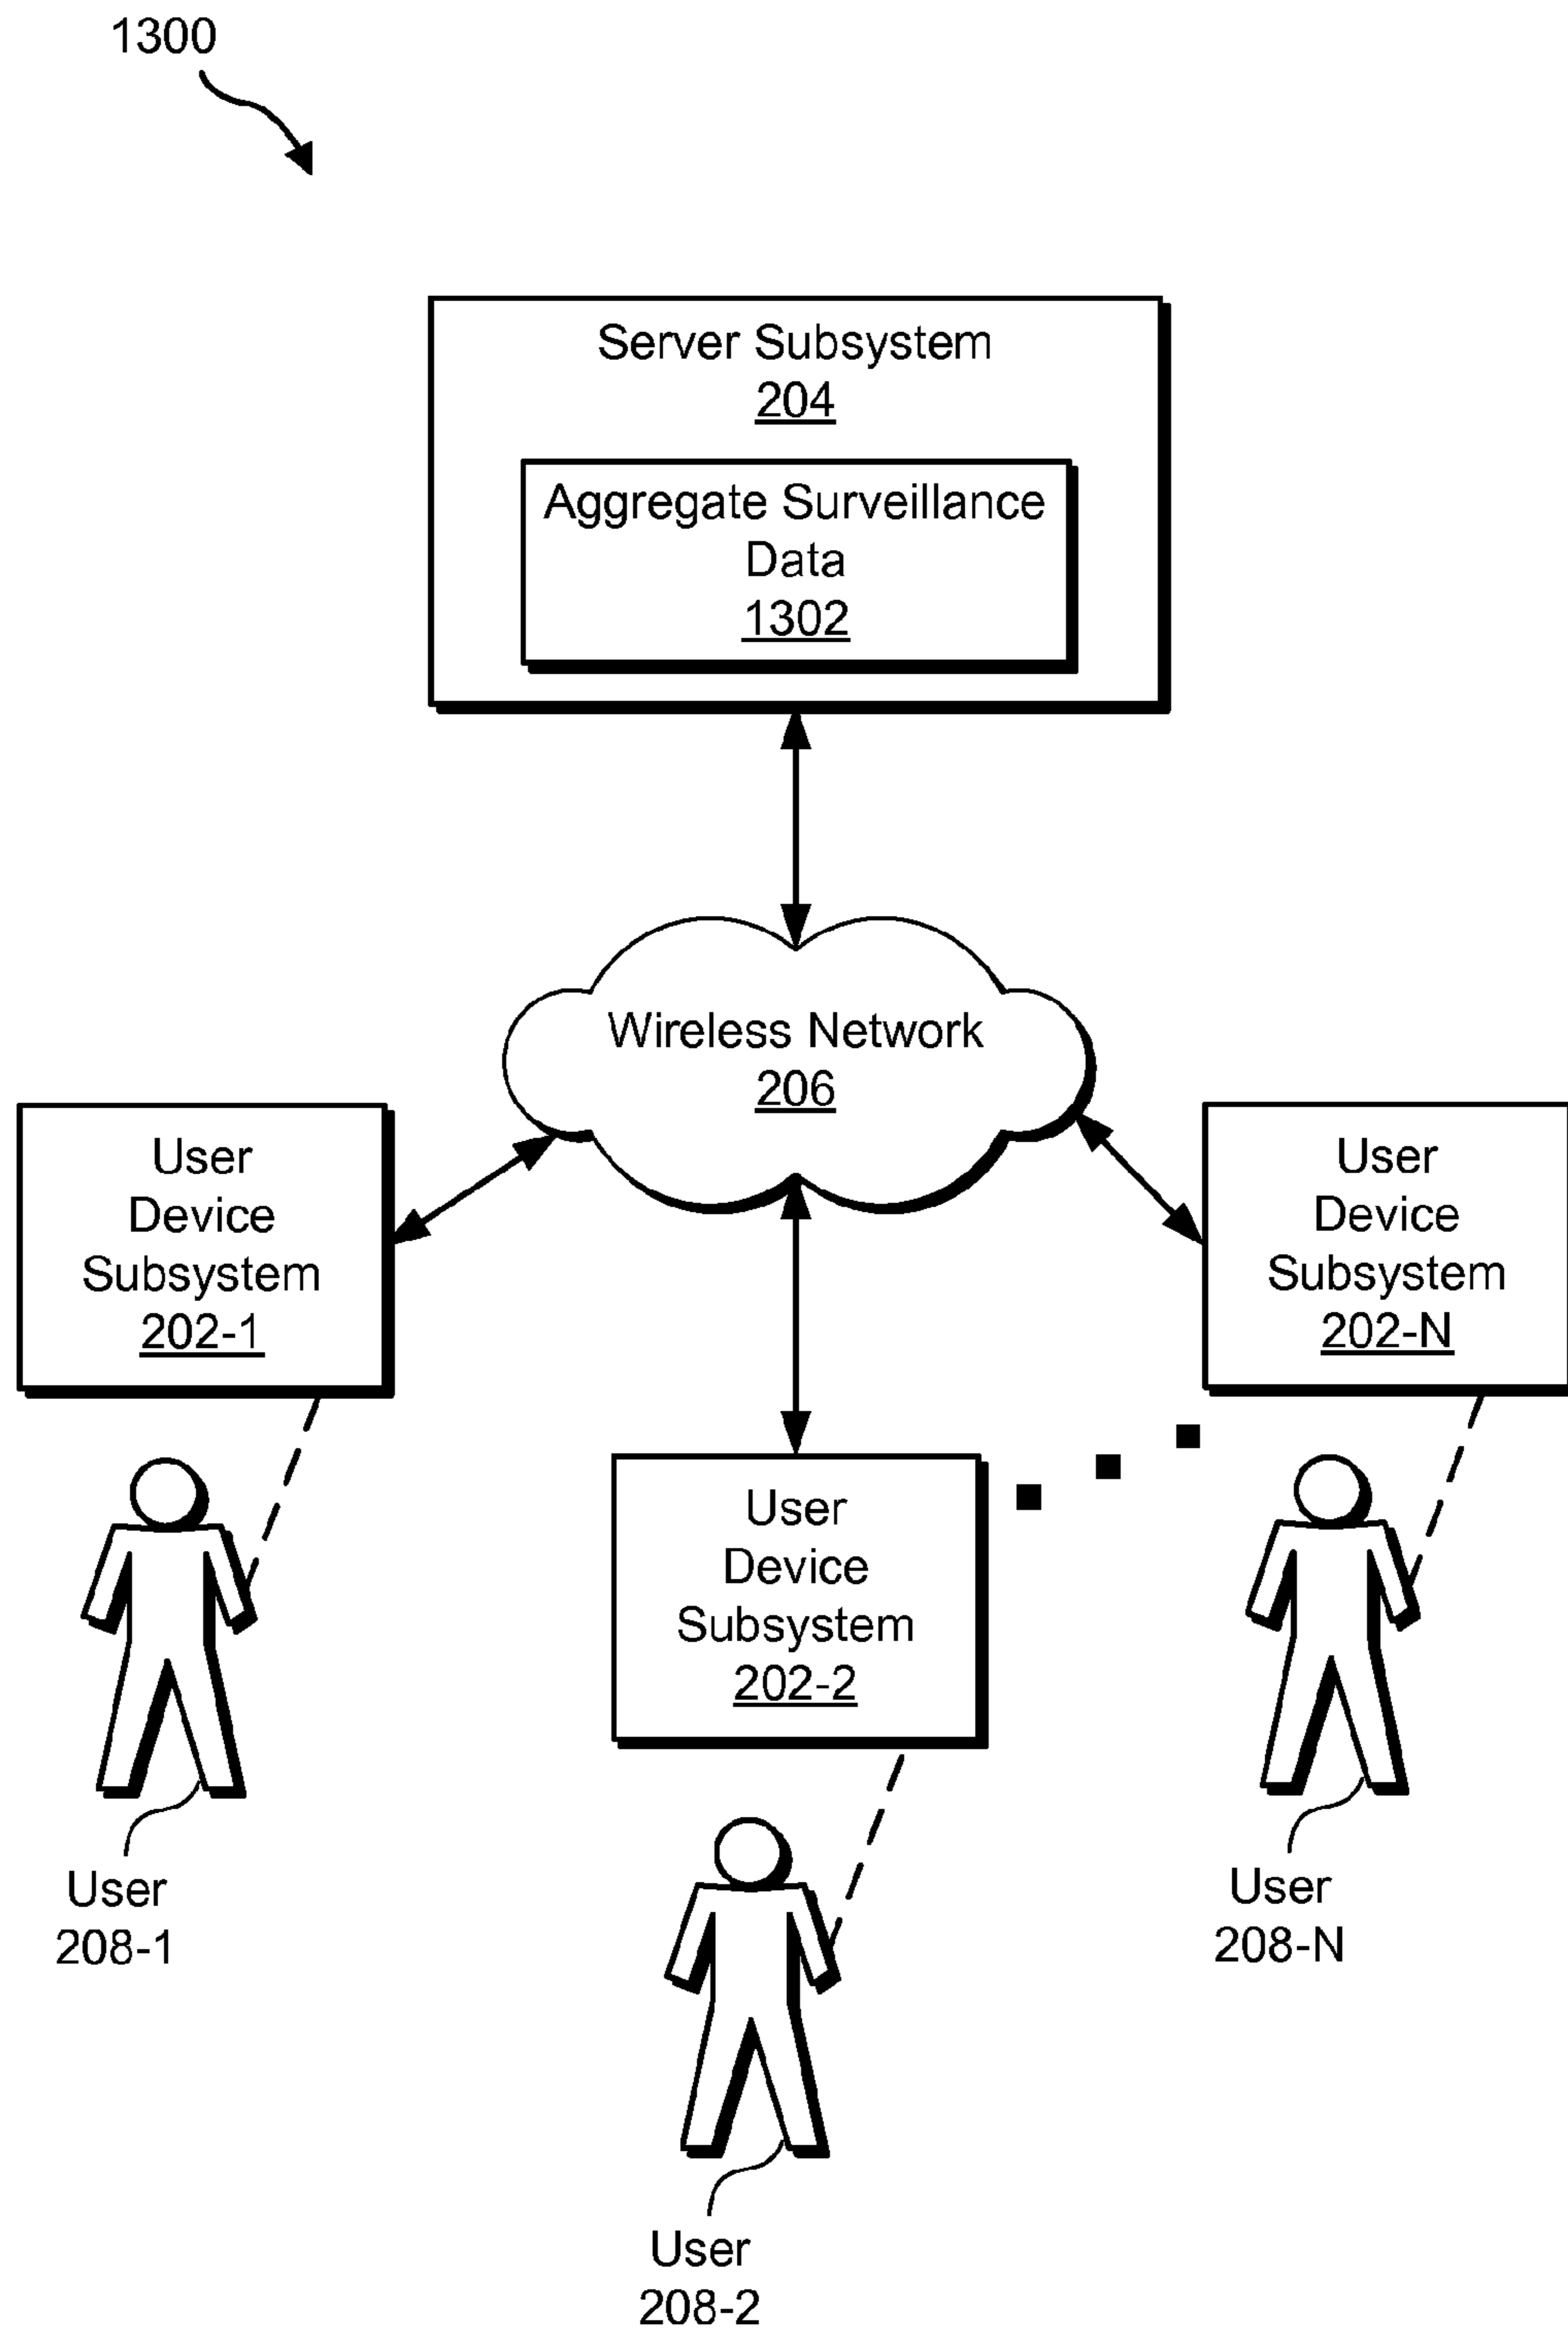 1300
Server Subsystem
204
Aggregate Surveillance
Data
1302
Wireless Network
206
User
Device
Subsystem
202-1
User
Device
Subsystem
202-N
User
Device
Subsystem
202-2
User
208-1
User
208-N
User
208-2